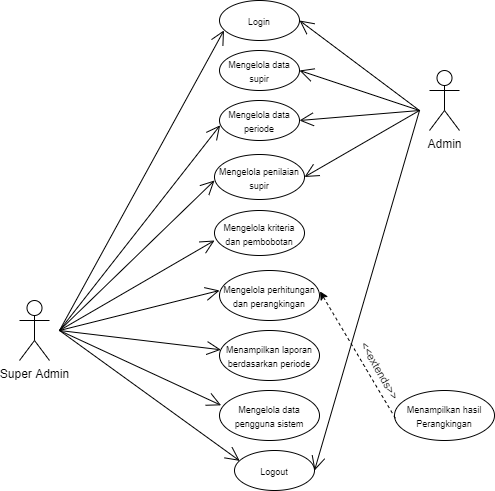 Login
Mengelola data
supir
Mengelola data
periode
Admin
Mengelola penilaian
supir
Mengelola kriteria
dan pembobotan
Mengelola perhitungan
dan perangkingan
Super Admin
Menampilkan laporan
berdasarkan periode
<<extends>>
Mengelola data
pengguna sistem
Menampilkan hasil
Perangkingan
Logout